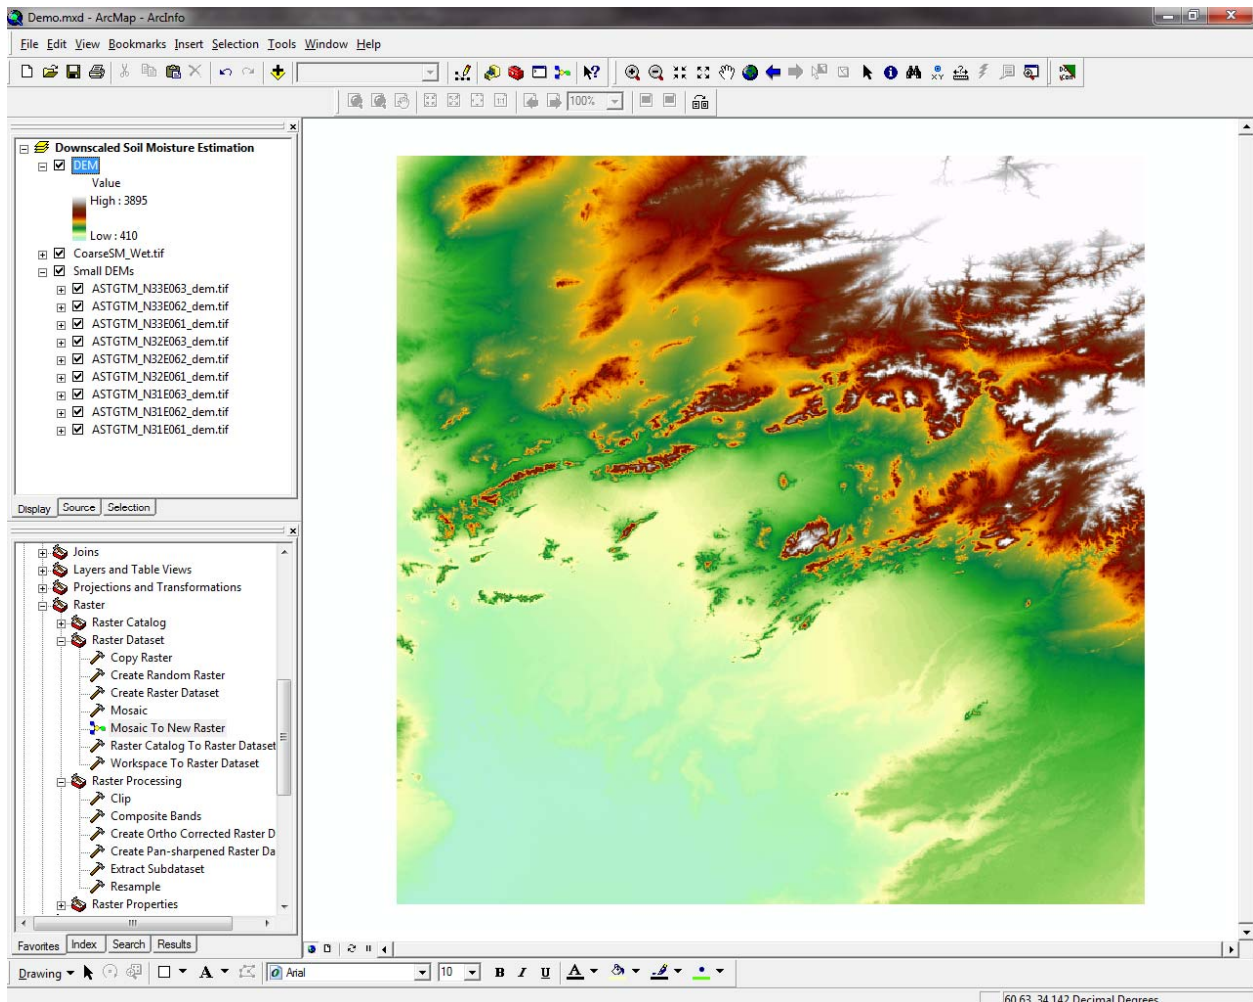 Demo.mxd - ArcMap - ArcInfo
File Edit View Bookmarks Insert Selection Tools Window Help
100%
Downscaled Soil Moisture Estimation
DEM
Value
High : 3895
Low : 410
CoarseSM_Wet.tif
Small DEMs
ASTGTM_N33E063_dem.tif
ASTGTM_N33E062_dem.tif
ASTGTM_N33E061_dem.tif
ASTGTM_N32E063_dem.tif
ASTGTM_N32E062_dem.tif
ASTGTM_N32E061_dem.tif
ASTGTM_N31E063_dem.tif
ASTGTM_N31E062_dem.tif
ASTGTM_N31E061_dem.tif
Display Source Selection
Joins
Layers and Table Views
Projections and Transformations
Raster
Raster Catalog
Raster Dataset
Copy Raster
Create Random Raster
Create Raster Dataset
Mosaic
Mosaic To New Raster
Raster Catalog To Raster Dataset
Workspace To Raster Dataset
Raster Processing
Clip
Composite Bands
Create Ortho Corrected Raster D
Create Pan-sharpened Raster Da
Extract Subdataset
Resample
Raster Properties
Favorites Index Search Results
Drawing A Arial 10 B I U A
60.63 34.142 Decimal Degrees